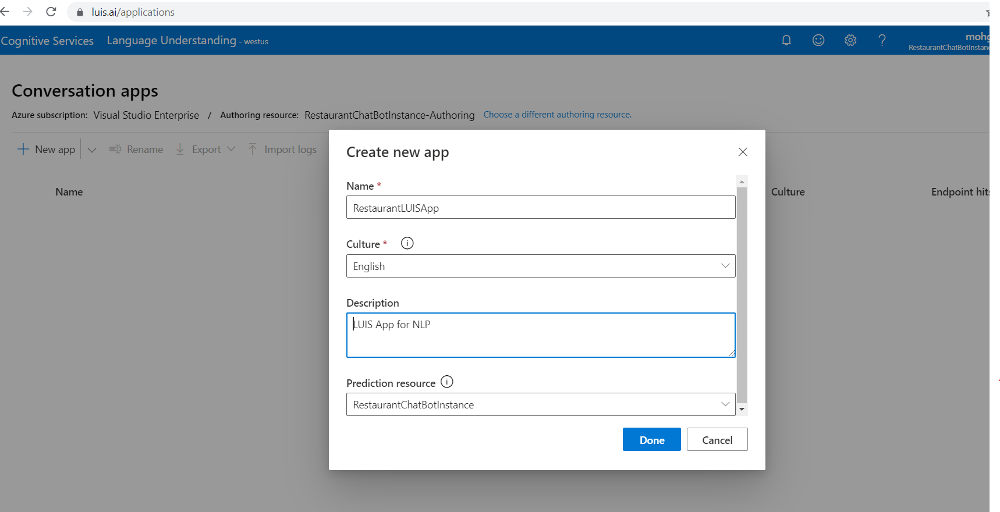 luis.ai/applications
Cognitive Services Language Understanding - westus
mohg
RestaurantChatBotInstanc
Conversation apps
Azure subscription: Visual Studio Enterprise / Authoring resource: RestaurantChatBotInstance-Authoring Choose a different authoring resource.
New app Rename Export Import logs
Name Culture Endpoint hits
Create new app
Name *
RestaurantLUISApp
Culture *
English
Description
LUIS App for NLP
Prediction resource
RestaurantChatBotInstance
Done Cancel